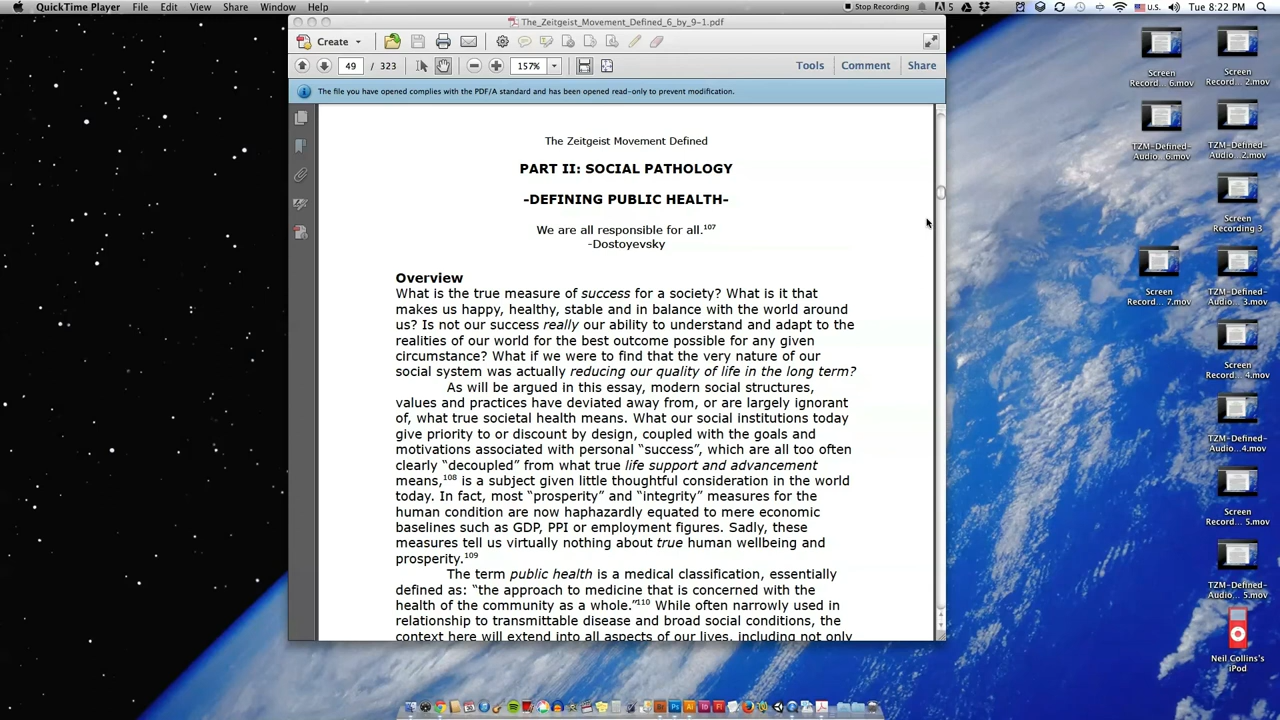 QuickTime Player File Edit View Share Window Help
Stop Recording 5 U.S. Tue 8:22 PM
The_Zeitgeist_Movement_Defined_6_by_9-1.pdf
Create
49 / 323 157% Tools Comment Share
The file you have opened complies with the PDF/A standard and has been opened read-only to prevent modification.
The Zeitgeist Movement Defined
PART II: SOCIAL PATHOLOGY
-DEFINING PUBLIC HEALTH-
We are all responsible for all.107
-Dostoyevsky
Overview
What is the true measure of success for a society? What is it that
makes us happy, healthy, stable and in balance with the world around
us? Is not our success really our ability to understand and adapt to the
realities of our world for the best outcome possible for any given
circumstance? What if we were to find that the very nature of our
social system was actually reducing our quality of life in the long term?
As will be argued in this essay, modern social structures,
values and practices have deviated away from, or are largely ignorant
of, what true societal health means. What our social institutions today
give priority to or discount by design, coupled with the goals and
motivations associated with personal “success”, which are all too often
clearly “decoupled” from what true life support and advancement
means,108 is a subject given little thoughtful consideration in the world
today. In fact, most “prosperity” and “integrity” measures for the
human condition are now haphazardly equated to mere economic
baselines such as GDP, PPI or employment figures. Sadly, these
measures tell us virtually nothing about true human wellbeing and
prosperity.109
The term public health is a medical classification, essentially
defined as: “the approach to medicine that is concerned with the
health of the community as a whole.”110 While often narrowly used in
relationship to transmittable disease and broad social conditions, the
context here will extend into all aspects of our lives, including not only
Screen
Record... 6.mov
Screen
Record... 2.mov
TZM-Defined-
Audio... 6.mov
TZM-Defined-
Audio... 2.mov
Screen
Recording 3
Screen
Record... 7.mov
TZM-Defined-
Audio... 3.mov
Screen
Record... 4.mov
TZM-Defined-
Audio... 4.mov
Screen
Record... 5.mov
TZM-Defined-
Audio... 5.mov
Neil Collins's
iPod